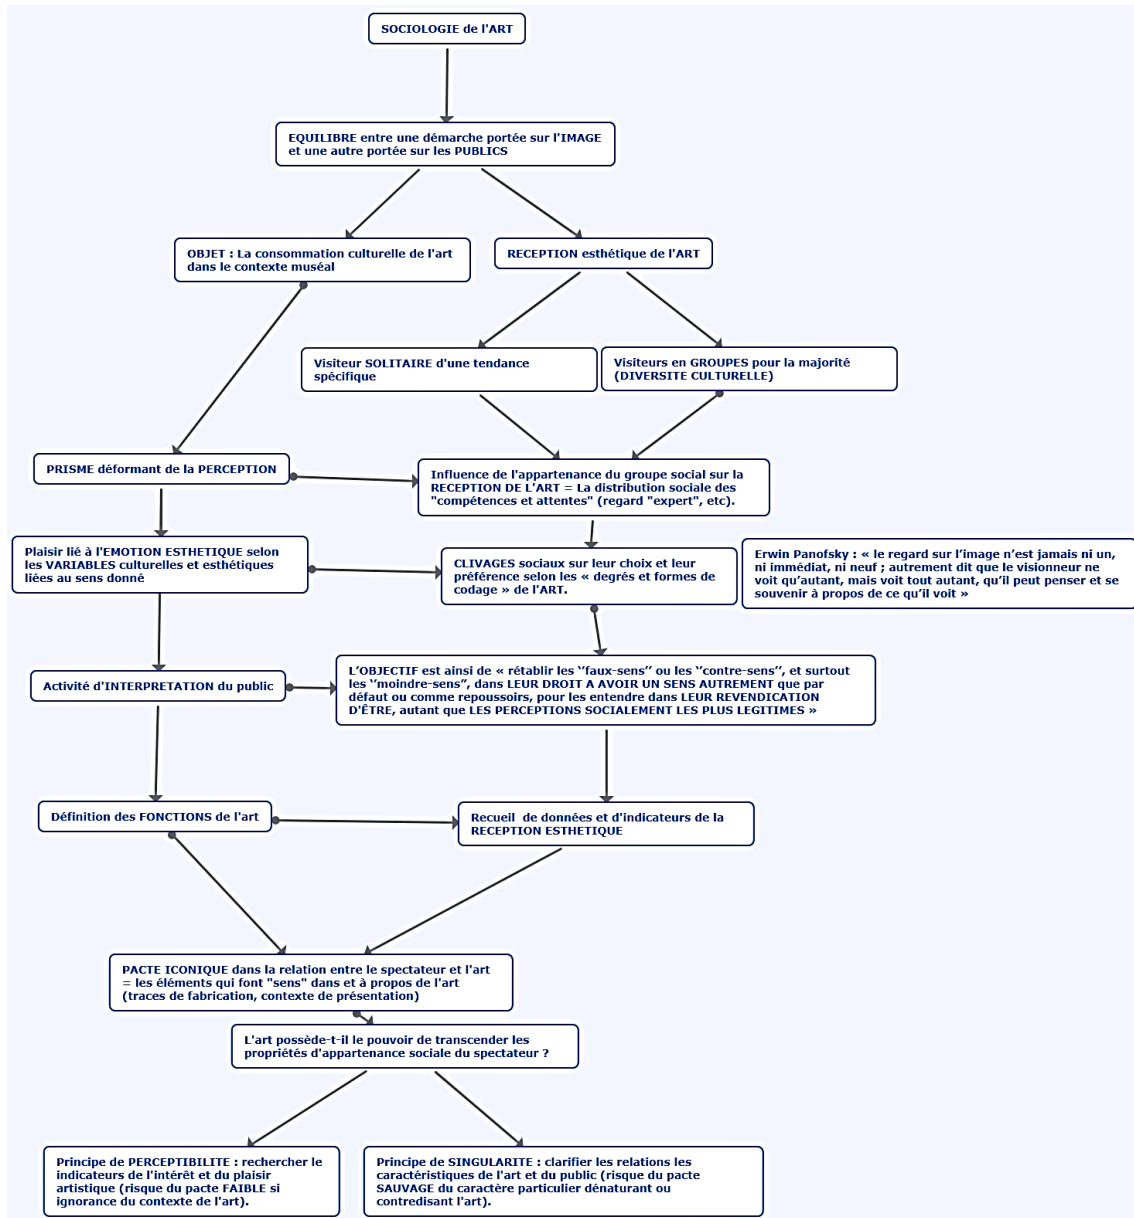 SOCIOLOGIE de l'ART
EQUILIBRE entre une démarche portée sur l'IMAGE
et une autre portée sur les PUBLICS
OBJET : La consommation culturelle de l'art
dans le contexte muséal
RECEPTION esthétique de l'ART
Visiteur SOLITAIRE d'une tendance
spécifique
Visiteurs en GROUPES pour la majorité
(DIVERSITE CULTURELLE)
PRISME déformant de la PERCEPTION
Influence de l'appartenance du groupe social sur la
RECEPTION DE L'ART = La distribution sociale des
"compétences et attentes" (regard "expert", etc).
Plaisir lié à l'EMOTION ESTHETIQUE selon
les VARIABLES culturelles et esthétiques
liées au sens donné
CLIVAGES sociaux sur leur choix et leur
préférence selon les « degrés et formes de
codage » de l'ART.
Erwin Panofsky : « le regard sur l’image n’est jamais ni un,
ni immédiat, ni neuf ; autrement dit que le visionneur ne
voit qu’autant, mais voit tout autant, qu’il peut penser et se
souvenir à propos de ce qu’il voit »
Activité d'INTERPRETATION du public
L’OBJECTIF est ainsi de « rétablir les ‘’faux-sens’’ ou les ‘’contre-sens’’, et surtout
les ‘’moindre-sens’’, dans LEUR DROIT A AVOIR UN SENS AUTREMENT que par
défaut ou comme repoussoirs, pour les entendre dans LEUR REVENDICATION
D'ÊTRE, autant que LES PERCEPTIONS SOCIALEMENT LES PLUS LEGITIMES »
Définition des FONCTIONS de l'art
Recueil de données et d'indicateurs de la
RECEPTION ESTHETIQUE
PACTE ICONIQUE dans la relation entre le spectateur et l'art
= les éléments qui font "sens" dans et à propos de l'art
(traces de fabrication, contexte de présentation)
L'art possède-t-il le pouvoir de transcender les
propriétés d'appartenance sociale du spectateur ?
Principe de PERCEPTIBILITE : rechercher le
indicateurs de l'intérêt et du plaisir
artistique (risque du pacte FAIBLE si
ignorance du contexte de l'art).
Principe de SINGULARITE : clarifier les relations les
caractéristiques de l'art et du public (risque du pacte
SAUVAGE du caractère particulier dénaturant ou
contredisant l'art).